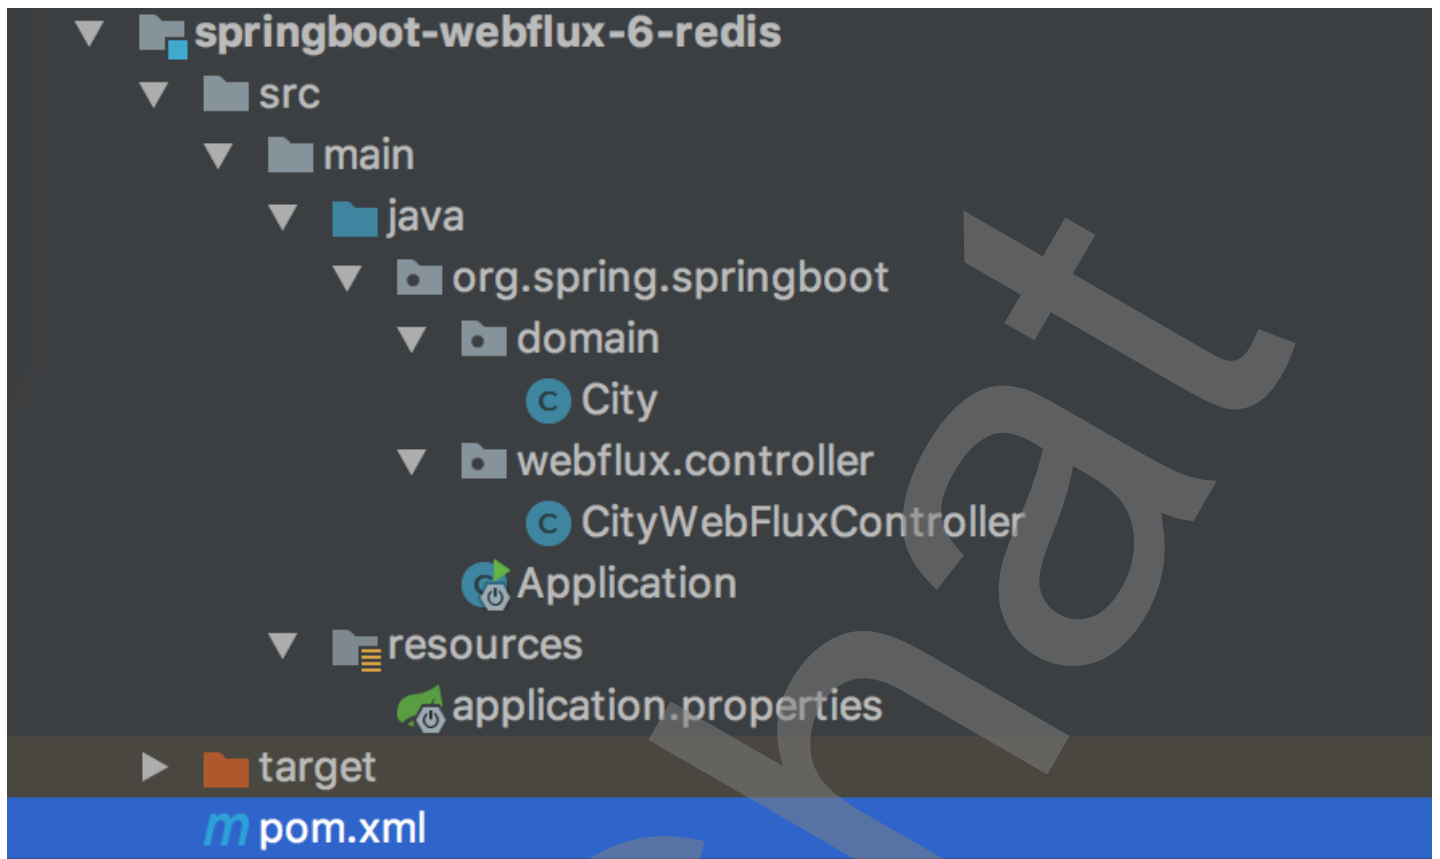 springboot-webflux-6-redis
src
main
java
org.spring.springboot
domain
City
webflux.controller
CityWebFluxController
Application
resources
application.properties
target
pom.xml
hat